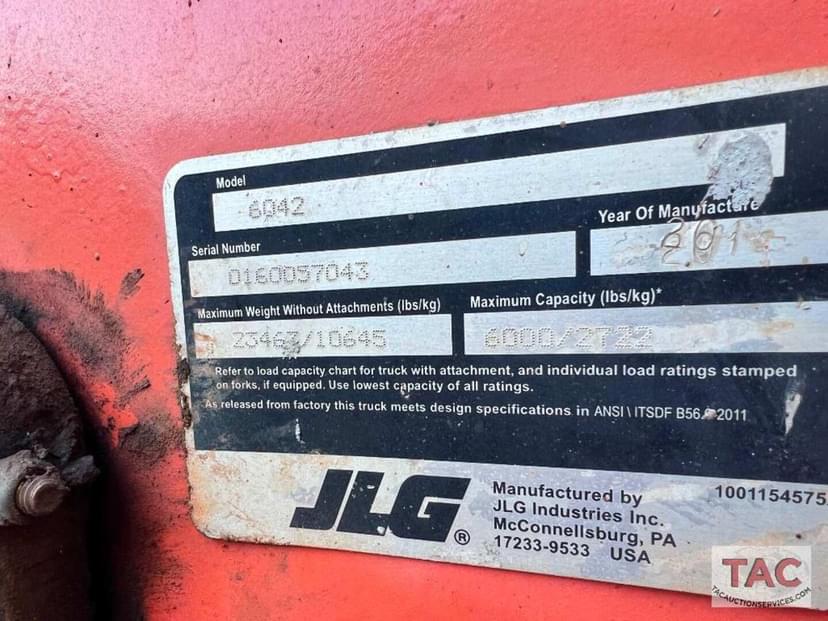 Model
6042
Serial Number
Year Of Manufacture
0160057043
201
Maximum Weight Without Attachments (lbs/kg)
Maximum Capacity (lbs/kg)*
23463/10645
6000/2722
Refer to load capacity chart for truck with attachment, and individual load ratings stamped
on forks, if equipped. Use lowest capacity of all ratings.
As released from factory this truck meets design specifications in ANSI \ ITSDF B56. 2011
JLG®
Manufactured by
1001154575
JLG Industries Inc.
McConnellsburg, PA
17233-9533 USA
TAC
TACAUCTIONSERVICES.COM